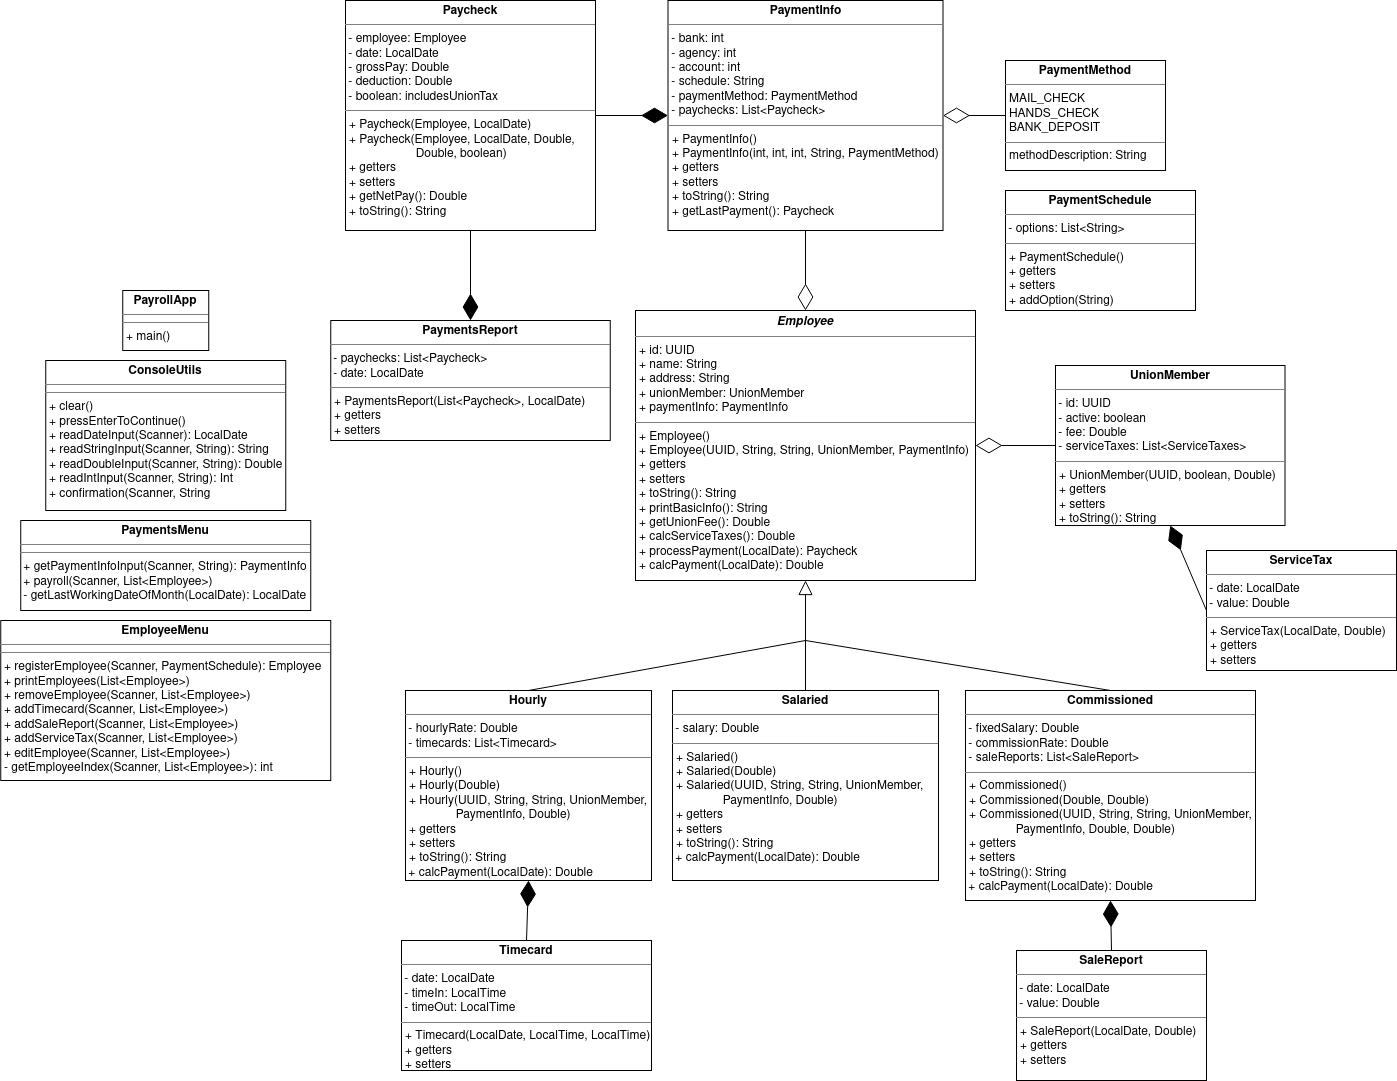 Paycheck
- employee: Employee
- date: LocalDate
- grossPay: Double
- deduction: Double
- boolean: includesUnionTax
+ Paycheck(Employee, LocalDate)
+ Paycheck(Employee, LocalDate, Double,
Double, boolean)
+ getters
+ setters
+ getNetPay(): Double
+ toString(): String
PaymentInfo
- bank: int
- agency: int
- account: int
- schedule: String
- paymentMethod: PaymentMethod
- paychecks: List<Paycheck>
+ PaymentInfo()
+ PaymentInfo(int, int, int, String, PaymentMethod)
+ getters
+ setters
+ toString(): String
+ getLastPayment(): Paycheck
PaymentMethod
MAIL_CHECK
HANDS_CHECK
BANK_DEPOSIT
methodDescription: String
PaymentSchedule
- options: List<String>
+ PaymentSchedule()
+ getters
+ setters
+ addOption(String)
PayrollApp
+ main()
ConsoleUtils
+ clear()
+ pressEnterToContinue()
+ readDateInput(Scanner): LocalDate
+ readStringInput(Scanner, String): String
+ readDoubleInput(Scanner, String): Double
+ readIntInput(Scanner, String): Int
+ confirmation(Scanner, String
PaymentsMenu
+ getPaymentInfoInput(Scanner, String): PaymentInfo
+ payroll(Scanner, List<Employee>)
- getLastWorkingDateOfMonth(LocalDate): LocalDate
EmployeeMenu
+ registerEmployee(Scanner, PaymentSchedule): Employee
+ printEmployees(List<Employee>)
+ removeEmployee(Scanner, List<Employee>)
+ addTimecard(Scanner, List<Employee>)
+ addSaleReport(Scanner, List<Employee>)
+ addServiceTax(Scanner, List<Employee>)
+ editEmployee(Scanner, List<Employee>)
- getEmployeeIndex(Scanner, List<Employee>): int
PaymentsReport
- paychecks: List<Paycheck>
- date: LocalDate
+ PaymentsReport(List<Paycheck>, LocalDate)
+ getters
+ setters
Employee
+ id: UUID
+ name: String
+ address: String
+ unionMember: UnionMember
+ paymentInfo: PaymentInfo
+ Employee()
+ Employee(UUID, String, String, UnionMember, PaymentInfo)
+ getters
+ setters
+ toString(): String
+ printBasicInfo(): String
+ getUnionFee(): Double
+ calcServiceTaxes(): Double
+ processPayment(LocalDate): Paycheck
+ calcPayment(LocalDate): Double
UnionMember
- id: UUID
- active: boolean
- fee: Double
- serviceTaxes: List<ServiceTaxes>
+ UnionMember(UUID, boolean, Double)
+ getters
+ setters
+ toString(): String
ServiceTax
- date: LocalDate
- value: Double
+ ServiceTax(LocalDate, Double)
+ getters
+ setters
Hourly
- hourlyRate: Double
- timecards: List<Timecard>
+ Hourly()
+ Hourly(Double)
+ Hourly(UUID, String, String, UnionMember,
PaymentInfo, Double)
+ getters
+ setters
+ toString(): String
+ calcPayment(LocalDate): Double
Salaried
- salary: Double
+ Salaried()
+ Salaried(Double)
+ Salaried(UUID, String, String, UnionMember,
PaymentInfo, Double)
+ getters
+ setters
+ toString(): String
+ calcPayment(LocalDate): Double
Commissioned
- fixedSalary: Double
- commissionRate: Double
- saleReports: List<SaleReport>
+ Commissioned()
+ Commissioned(Double, Double)
+ Commissioned(UUID, String, String, UnionMember,
PaymentInfo, Double, Double)
+ getters
+ setters
+ toString(): String
+ calcPayment(LocalDate): Double
Timecard
- date: LocalDate
- timeIn: LocalTime
- timeOut: LocalTime
+ Timecard(LocalDate, LocalTime, LocalTime)
+ getters
+ setters
SaleReport
- date: LocalDate
- value: Double
+ SaleReport(LocalDate, Double)
+ getters
+ setters